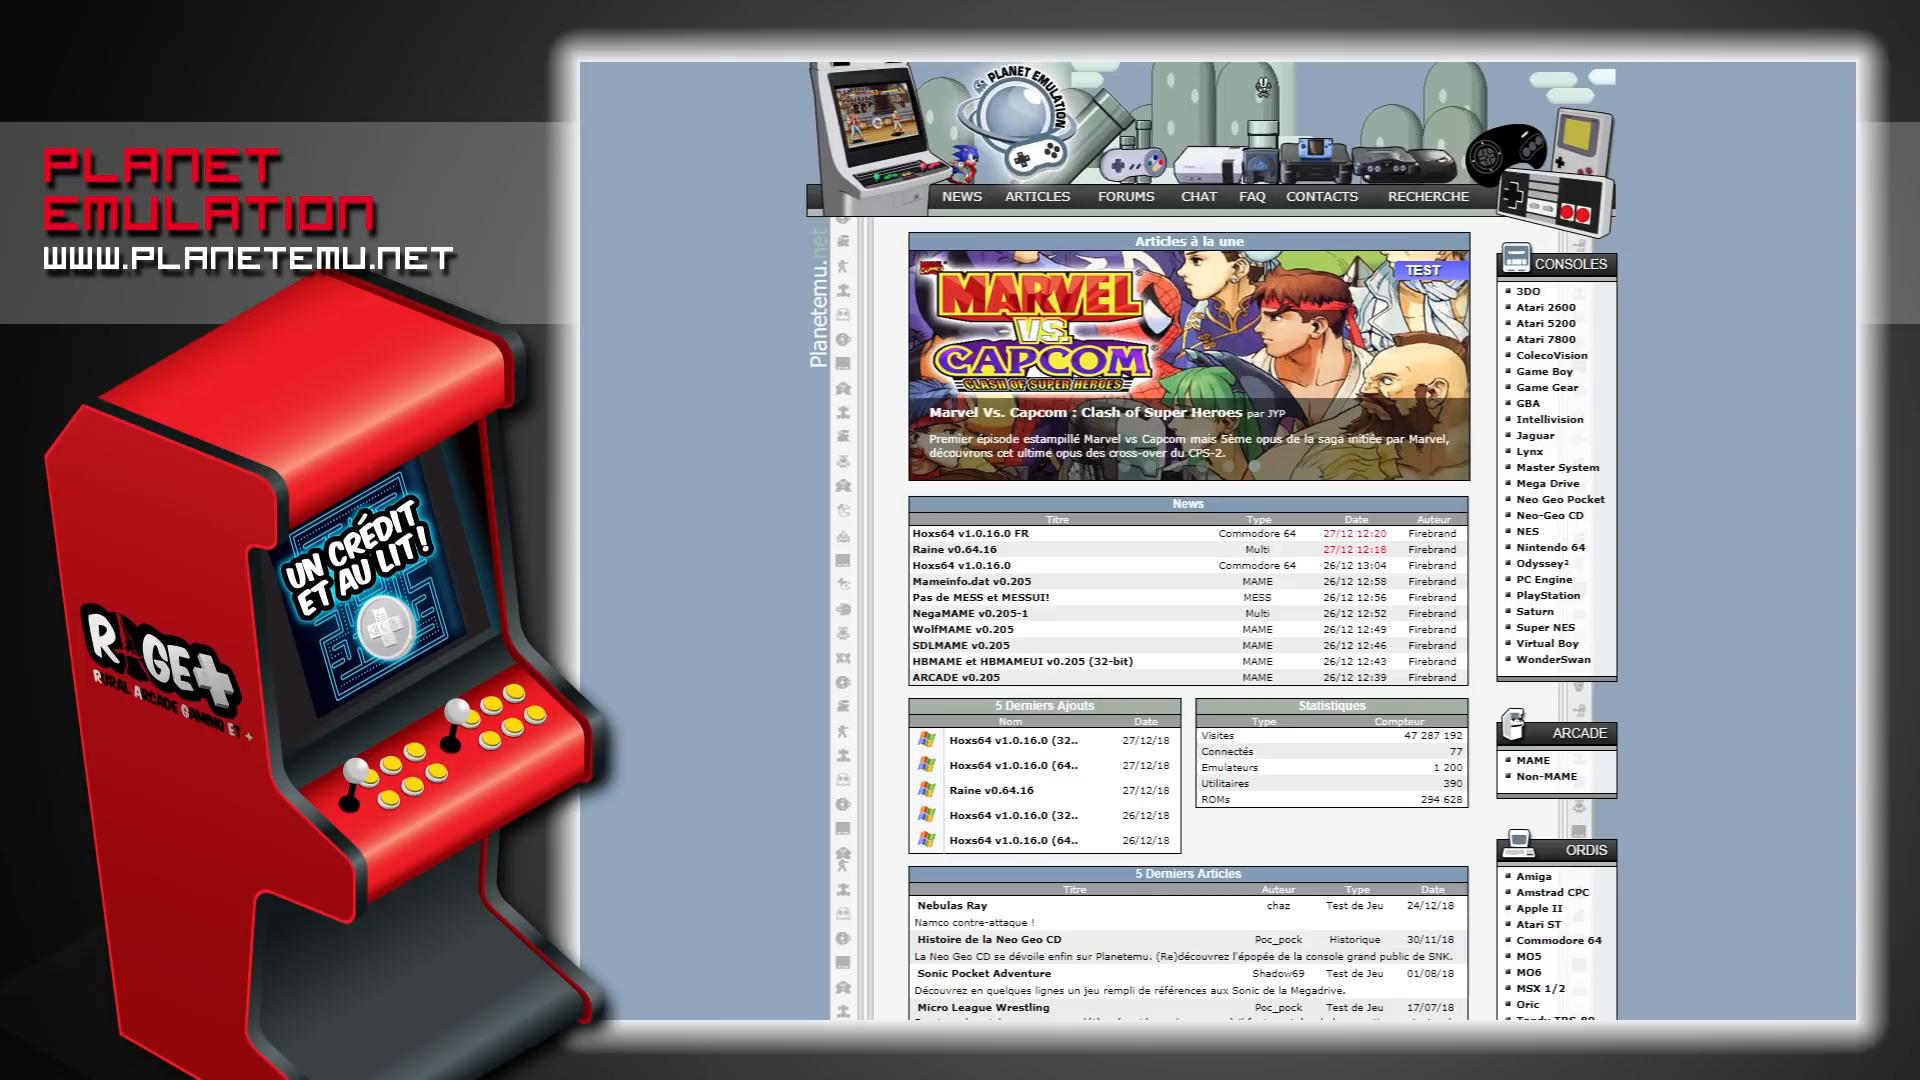 PLANET
EMULATION
WWW.PLANETEMU.NET
UN CRÉDIT
ET AU LIT !
RAGE+
RURAL ARCADE GAMING ET +
PLANET EMULATION
NEWS ARTICLES FORUMS CHAT FAQ CONTACTS RECHERCHE
Planetemu.net
Articles à la une
TEST
MARVEL
VS.
CAPCOM
CLASH OF SUPER HEROES
Marvel Vs. Capcom : Clash of Super Heroes par JYP
Premier épisode estampillé Marvel vs Capcom mais 5ème opus de la saga initiée par Marvel,
découvrons cet ultime opus des cross-over du CPS-2.
News
Titre Type Date Auteur
Hoxs64 v1.0.16.0 FR Commodore 64 27/12 12:20 Firebrand
Raine v0.64.16 Multi 27/12 12:18 Firebrand
Hoxs64 v1.0.16.0 Commodore 64 26/12 13:04 Firebrand
Mameinfo.dat v0.205 MAME 26/12 12:58 Firebrand
Pas de MESS et MESSUI! MESS 26/12 12:56 Firebrand
NegaMAME v0.205-1 Multi 26/12 12:52 Firebrand
WolfMAME v0.205 MAME 26/12 12:49 Firebrand
SDLMAME v0.205 MAME 26/12 12:46 Firebrand
HBMAME et HBMAMEUI v0.205 (32-bit) MAME 26/12 12:43 Firebrand
ARCADE v0.205 MAME 26/12 12:39 Firebrand
5 Derniers Ajouts
Nom Date
Hoxs64 v1.0.16.0 (32.. 27/12/18
Hoxs64 v1.0.16.0 (64.. 27/12/18
Raine v0.64.16 27/12/18
Hoxs64 v1.0.16.0 (32.. 26/12/18
Hoxs64 v1.0.16.0 (64.. 26/12/18
Statistiques
Type Compteur
Visites 47 287 192
Connectés 77
Emulateurs 1 200
Utilitaires 390
ROMs 294 628
5 Derniers Articles
Titre Auteur Type Date
Nebulas Ray chaz Test de Jeu 24/12/18
Namco contre-attaque !
Histoire de la Neo Geo CD Poc_pock Historique 30/11/18
La Neo Geo CD se dévoile enfin sur Planetemu. (Re)découvrez l'épopée de la console grand public de SNK.
Sonic Pocket Adventure Shadow69 Test de Jeu 01/08/18
Découvrez en quelques lignes un jeu rempli de références aux Sonic de la Megadrive.
Micro League Wrestling Poc_pock Test de Jeu 17/07/18
CONSOLES
3DO
Atari 2600
Atari 5200
Atari 7800
ColecoVision
Game Boy
Game Gear
GBA
Intellivision
Jaguar
Lynx
Master System
Mega Drive
Neo Geo Pocket
Neo-Geo CD
NES
Nintendo 64
Odyssey²
PC Engine
PlayStation
Saturn
Super NES
Virtual Boy
WonderSwan
ARCADE
MAME
Non-MAME
ORDIS
Amiga
Amstrad CPC
Apple II
Atari ST
Commodore 64
MO5
MO6
MSX 1/2
Oric